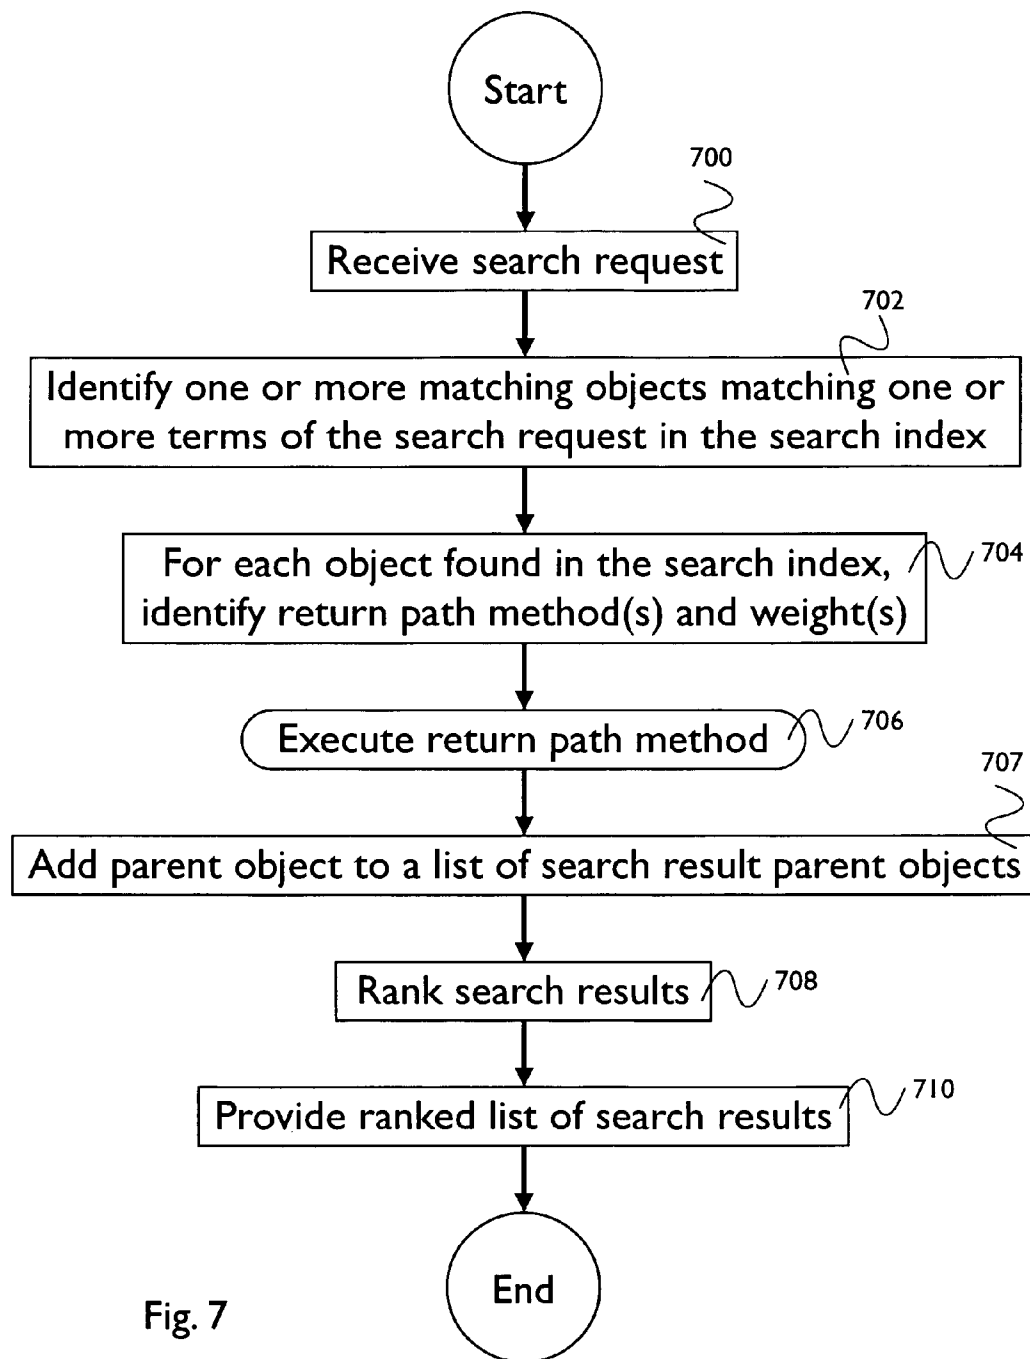 Start
700
Receive search request
702
Identify one or more matching objects matching one or
more terms of the search request in the search index
For each object found in the search index,
identify return path method(s) and weight(s)
704
Execute return path method
706
707
Add parent object to a list of search result parent objects
Rank search results
708
Provide ranked list of search results
710
End
Fig. 7